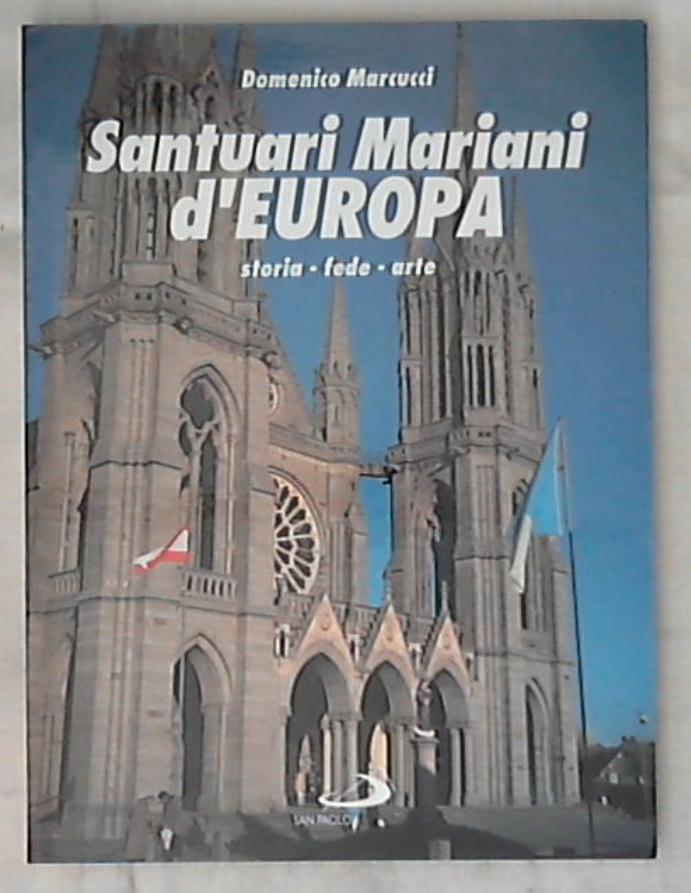 Domenico Marcucci
Santuari Mariani
d'EUROPA
storia - fede - arte
SAN PAOLO